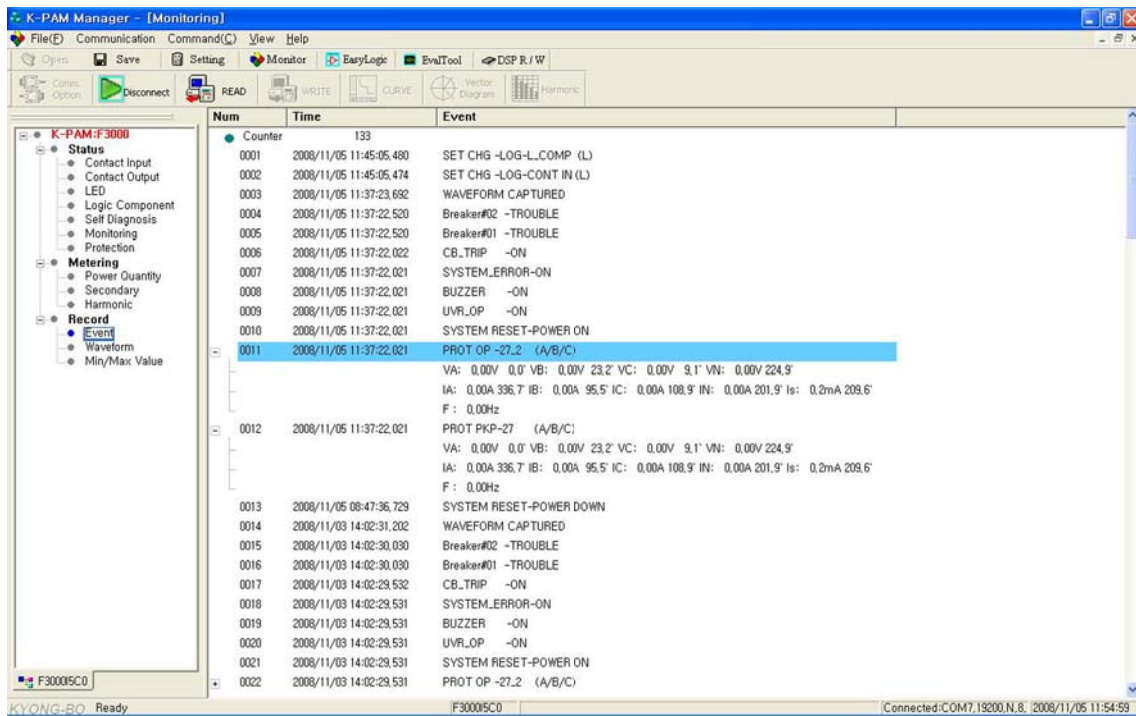 K-PAM Manager - [Monitoring]
File(F) Communication Command(C) View Help
Open Save Setting Monitor EasyLogic EvalTool DSP R/W
Comm. Option Disconnect READ WRITE CURVE Vector Diagram Harmonic
K-PAM:F3000
Status
Contact Input
Contact Output
LED
Logic Component
Self Diagnosis
Monitoring
Protection
Metering
Power Quantity
Secondary
Harmonic
Record
Event
Waveform
Min/Max Value
F3000I5C0
Num Time Event
Counter 133
0001 2008/11/05 11:45:05,480 SET CHG -LOG-L_COMP (L)
0002 2008/11/05 11:45:05,474 SET CHG -LOG-CONT IN (L)
0003 2008/11/05 11:37:23,692 WAVEFORM CAPTURED
0004 2008/11/05 11:37:22,520 Breaker#02 -TROUBLE
0005 2008/11/05 11:37:22,520 Breaker#01 -TROUBLE
0006 2008/11/05 11:37:22,022 CB_TRIP -ON
0007 2008/11/05 11:37:22,021 SYSTEM_ERROR-ON
0008 2008/11/05 11:37:22,021 BUZZER -ON
0009 2008/11/05 11:37:22,021 UVR_OP -ON
0010 2008/11/05 11:37:22,021 SYSTEM RESET-POWER ON
0011 2008/11/05 11:37:22,021 PROT OP -27_2 (A/B/C)
VA: 0,00V 0,0° VB: 0,00V 23,2° VC: 0,00V 9,1° VN: 0,00V 224,9°
IA: 0,00A 336,7° IB: 0,00A 95,5° IC: 0,00A 108,9° IN: 0,00A 201,9° Is: 0,2mA 209,6°
F : 0,00Hz
0012 2008/11/05 11:37:22,021 PROT PKP-27 (A/B/C)
VA: 0,00V 0,0° VB: 0,00V 23,2° VC: 0,00V 9,1° VN: 0,00V 224,9°
IA: 0,00A 336,7° IB: 0,00A 95,5° IC: 0,00A 108,9° IN: 0,00A 201,9° Is: 0,2mA 209,6°
F : 0,00Hz
0013 2008/11/05 08:47:36,729 SYSTEM RESET-POWER DOWN
0014 2008/11/03 14:02:31,202 WAVEFORM CAPTURED
0015 2008/11/03 14:02:30,030 Breaker#02 -TROUBLE
0016 2008/11/03 14:02:30,030 Breaker#01 -TROUBLE
0017 2008/11/03 14:02:29,532 CB_TRIP -ON
0018 2008/11/03 14:02:29,531 SYSTEM_ERROR-ON
0019 2008/11/03 14:02:29,531 BUZZER -ON
0020 2008/11/03 14:02:29,531 UVR_OP -ON
0021 2008/11/03 14:02:29,531 SYSTEM RESET-POWER ON
0022 2008/11/03 14:02:29,531 PROT OP -27_2 (A/B/C)
KYONG-BO Ready F3000I5C0 Connected:COM7,19200,N,8, 2008/11/05 11:54:59